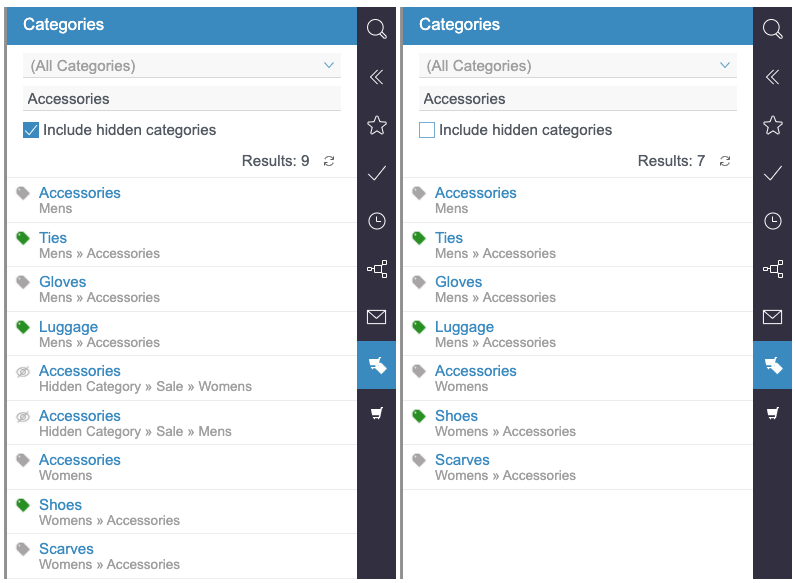 Categories
(All Categories)
Accessories
Include hidden categories
Results: 9
Accessories
Mens
Ties
Mens » Accessories
Gloves
Mens » Accessories
Luggage
Mens » Accessories
Accessories
Hidden Category » Sale » Womens
Accessories
Hidden Category » Sale » Mens
Accessories
Womens
Shoes
Womens » Accessories
Scarves
Womens » Accessories
Categories
(All Categories)
Accessories
Include hidden categories
Results: 7
Accessories
Mens
Ties
Mens » Accessories
Gloves
Mens » Accessories
Luggage
Mens » Accessories
Accessories
Womens
Shoes
Womens » Accessories
Scarves
Womens » Accessories